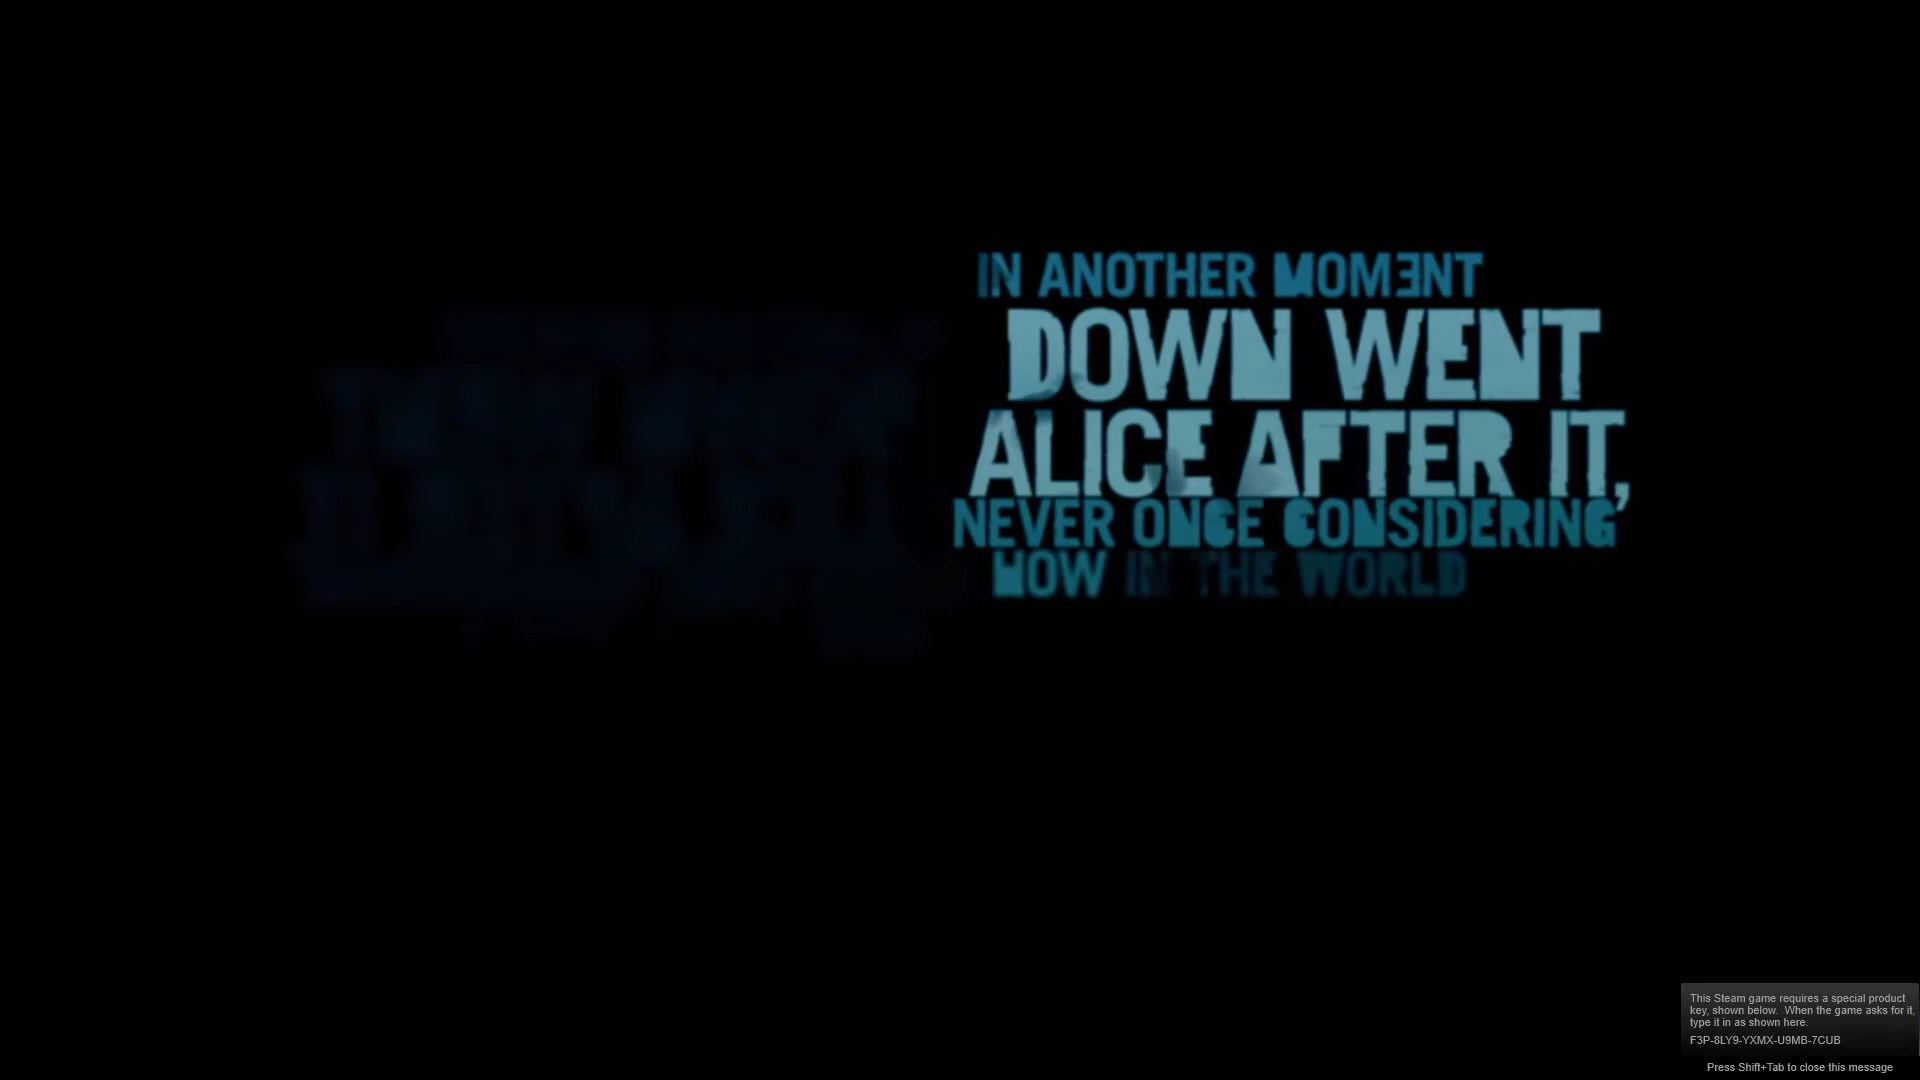 IN ANOTHER MOMENT
DOWN WENT
ALICE AFTER IT,
NEVER ONCE CONSIDERING
HOW IN THE WORLD
This Steam game requires a special product
key, shown below.  When the game asks for it,
type it in as shown here.
F3P-8LY9-YXMX-U9MB-7CUB
Press Shift+Tab to close this message